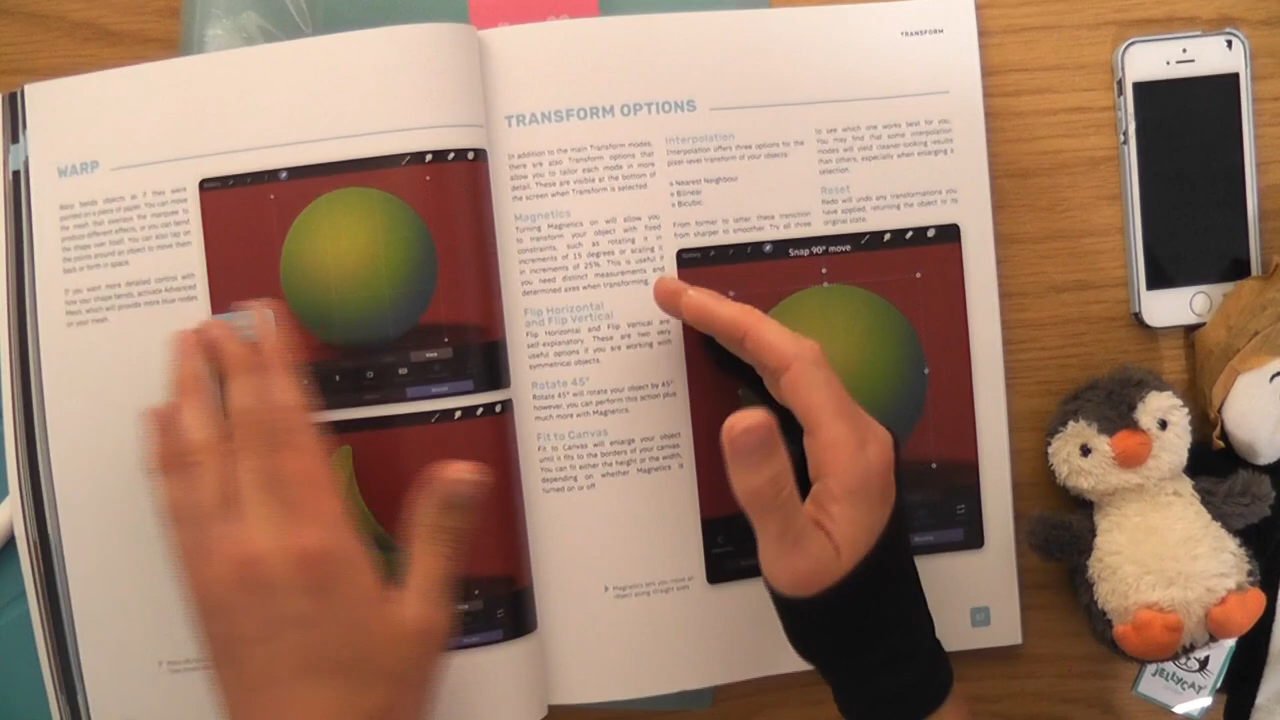 WARP
Warp bends objects as if they were
printed on a piece of paper. You can move
the mesh that overlays the marquee to
produce different effects, or you can bend
the shape over itself. You can also tap on
the points around an object to move them
back or forth in space.
If you want more detailed control with
how your shape bends, activate Advanced
Mesh, which will provide more blue nodes
on your mesh.
TRANSFORM
TRANSFORM OPTIONS
In addition to the main Transform modes,
there are also Transform options that
allow you to tailor each mode in more
detail. These are visible at the bottom of
the screen when Transform is selected.
Magnetics
Turning Magnetics on will allow you
to transform your object with fixed
constraints, such as rotating it in
increments of 15 degrees or scaling it
in increments of 25%. This is useful if
you need distinct measurements and
determined axes when transforming.
Flip Horizontal
and Flip Vertical
Flip Horizontal and Flip Vertical are
self-explanatory. These are two very
useful options if you are working with
symmetrical objects.
Rotate 45°
Rotate 45° will rotate your object by 45°
however, you can perform this action plus
much more with Magnetics.
Fit to Canvas
Fit to Canvas will enlarge your object
until it fits to the borders of your canvas.
You can fit either the height or the width,
depending on whether Magnetics is
turned on or off.
Interpolation
Interpolation offers three options for the
pixel level transform of your objects:
Nearest Neighbour
Bilinear
Bicubic
From former to latter, these transition
from sharper to smoother. Try all three
to see which one works best for you.
You may find that some interpolation
modes will yield cleaner-looking results
than others, especially when enlarging a
selection.
Reset
Redo will undo any transformations you
have applied, returning the object to its
original state.
Gallery
Snap 90° move
Magnetics lets you move an
object along straight axes
57
JELLYCAT